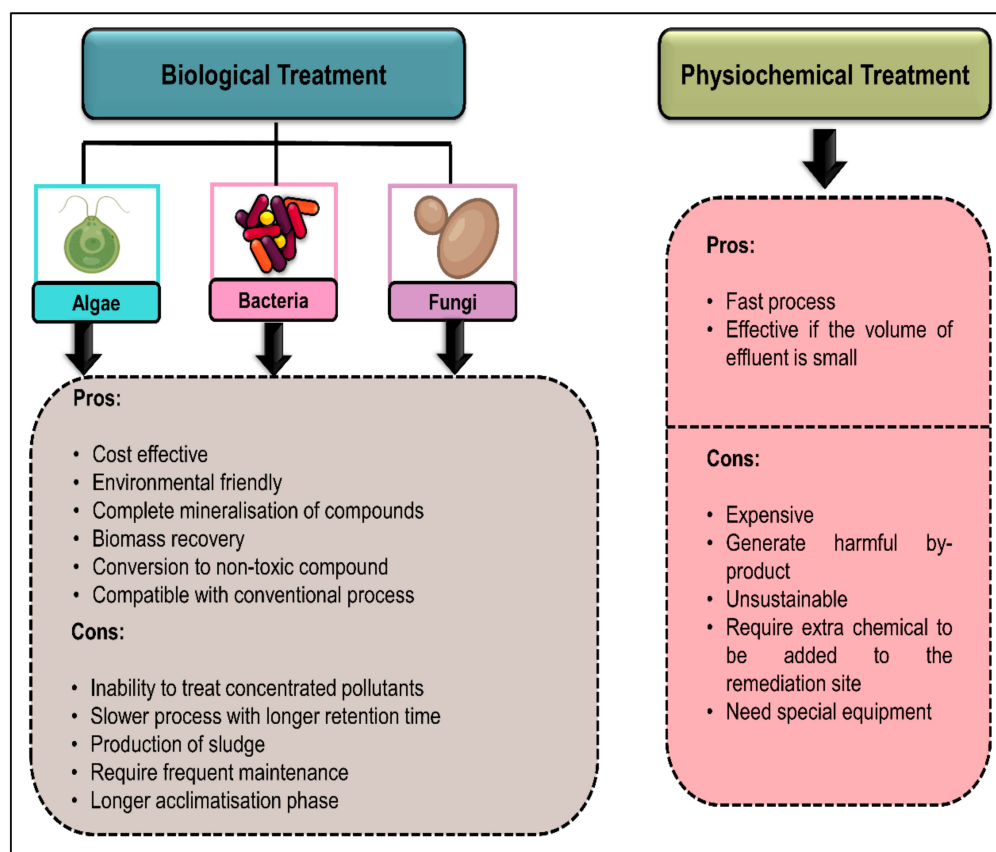 Biological Treatment
Algae
Bacteria
Fungi
Pros:
• Cost effective
• Environmental friendly
• Complete mineralisation of compounds
• Biomass recovery
• Conversion to non-toxic compound
• Compatible with conventional process
Cons:
• Inability to treat concentrated pollutants
• Slower process with longer retention time
• Production of sludge
• Require frequent maintenance
• Longer acclimatisation phase
Physiochemical Treatment
Pros:
• Fast process
• Effective if the volume of
effluent is small
Cons:
• Expensive
• Generate harmful by-
product
• Unsustainable
• Require extra chemical to
be added to the
remediation site
• Need special equipment